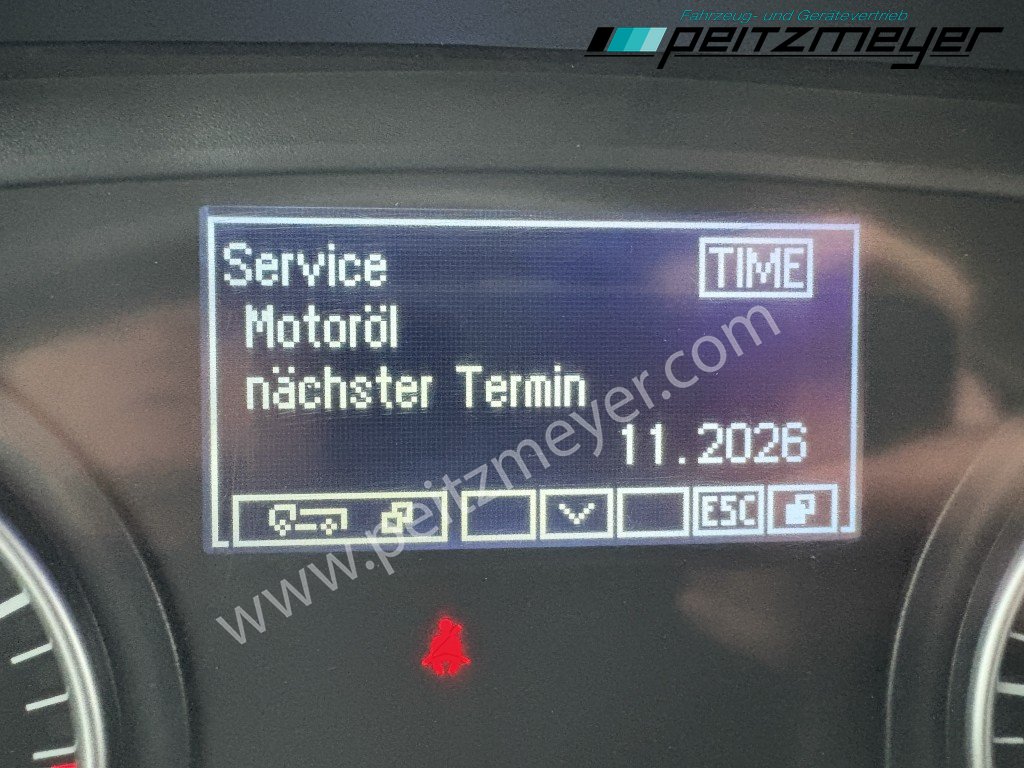 Fahrzeug- und Gerätevertrieb
peitzmeyer
Service TIME
Motoröl
nächster Termin
11.2026
ESC
www.peitzmeyer.com